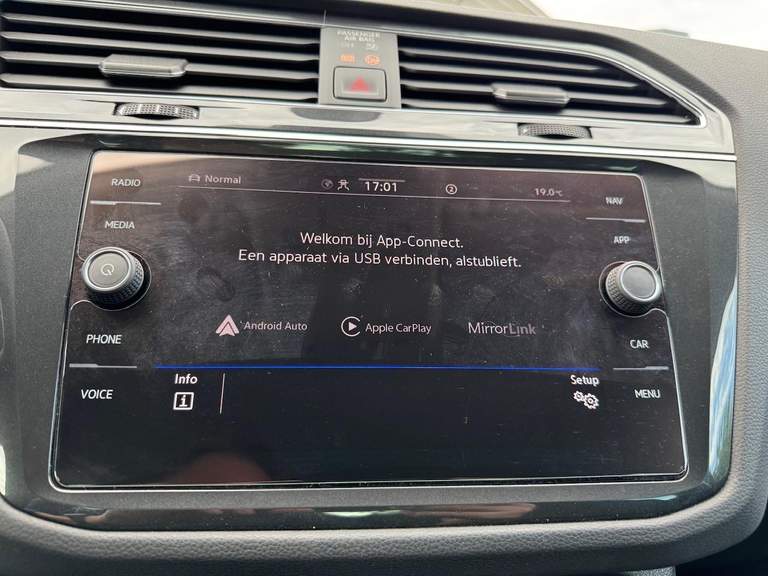 PASSENGER
AIR BAG
RADIO
Normal
17:01
2
19.0°C
NAV
MEDIA
APP
Welkom bij App-Connect.
Een apparaat via USB verbinden, alstublieft.
Android Auto
Apple CarPlay
MirrorLink
PHONE
CAR
Info
Setup
VOICE
MENU